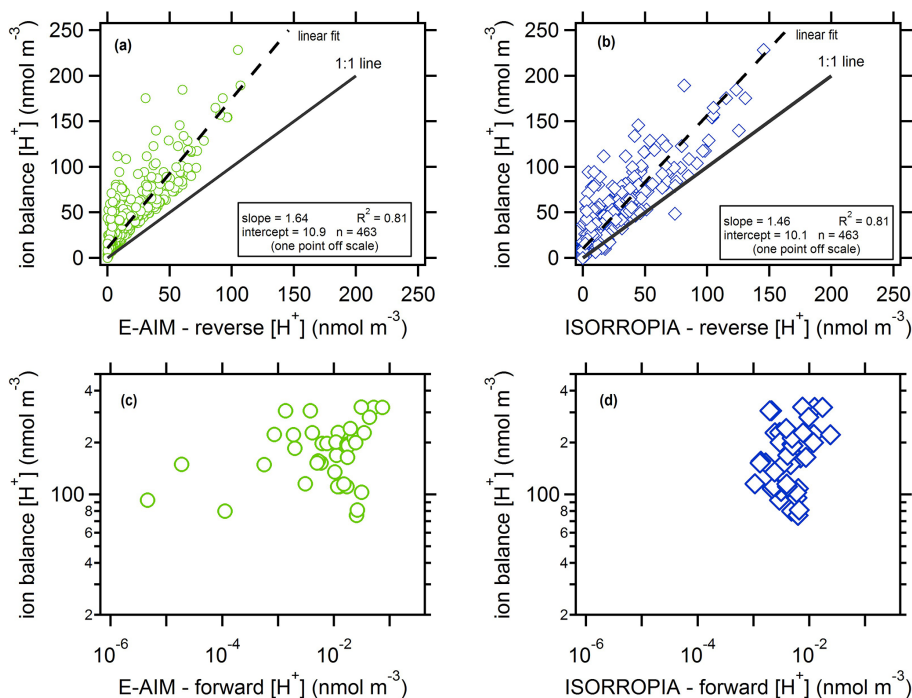 (a)
linear fit
1:1 line
250
200
150
100
50
0
ion balance [H+] (nmol m-3)
slope = 1.64 R2 = 0.81
intercept = 10.9 n = 463
(one point off scale)
0 50 100 150 200 250
E-AIM - reverse [H+] (nmol m-3)
(b)
linear fit
1:1 line
250
200
150
100
50
0
ion balance [H+] (nmol m-3)
slope = 1.46 R2 = 0.81
intercept = 10.1 n = 463
(one point off scale)
0 50 100 150 200 250
ISORROPIA - reverse [H+] (nmol m-3)
(c)
4
2
100
8
6
4
2
ion balance [H+] (nmol m-3)
10-6 10-4 10-2
E-AIM - forward [H+] (nmol m-3)
(d)
4
2
100
8
6
4
2
ion balance [H+] (nmol m-3)
10-6 10-4 10-2
ISORROPIA - forward [H+] (nmol m-3)